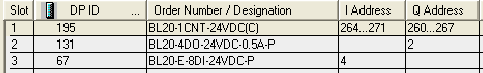 Slot DP ID ... Order Number / Designation I Address Q Address
1 195 BL20-1CNT-24VDC(C) 264...271 260...267
2 131 BL20-4DO-24VDC-0.5A-P 2
3 67 BL20-E-8DI-24VDC-P 4